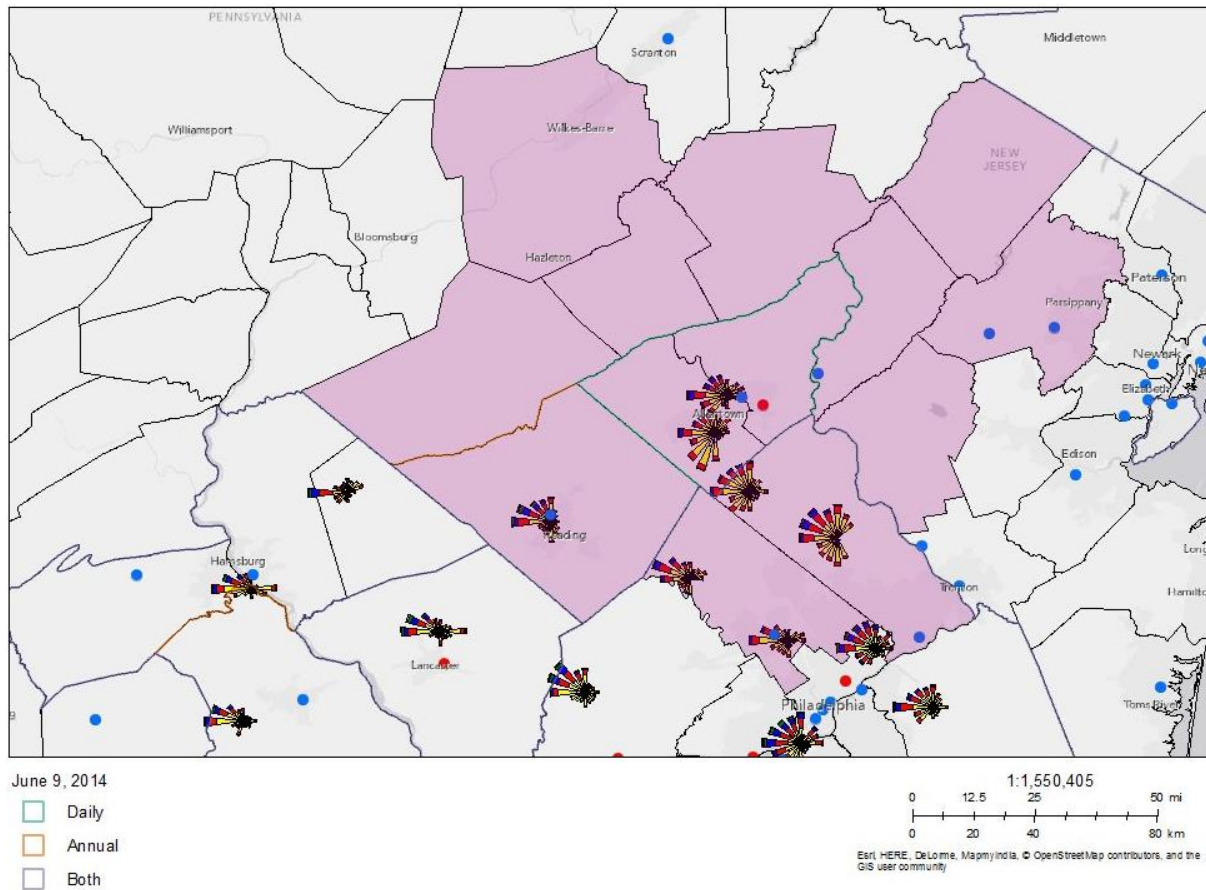 PENNSYLVANIA
Scranton
Middletown
Williamsport
Wilkes-Barre
NEW
JERSEY
Bloomsburg
Hazleton
Paterson
Parsippany
Newark
Elizabeth
Allentown
Edison
Reading
Harrisburg
Trenton
Lancaster
Philadelphia
Toms River
9
June 9, 2014
Daily
Annual
Both
1:1,550,405
0 12.5 25 50 mi
0 20 40 80 km
Esri, HERE, DeLorme, MapmyIndia, © OpenStreetMap contributors, and the
GIS user community